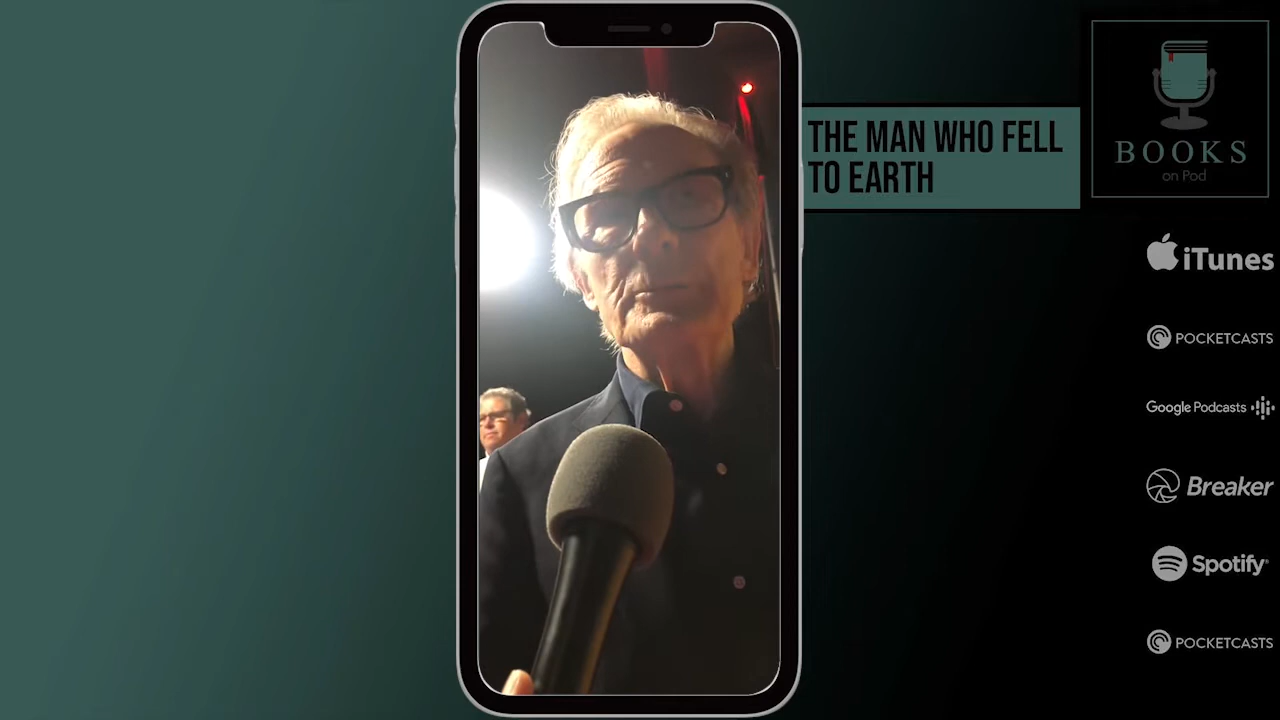 THE MAN WHO FELL
TO EARTH
BOOKS
on Pod
iTunes
POCKETCASTS
Google Podcasts
Breaker
Spotify
POCKETCASTS